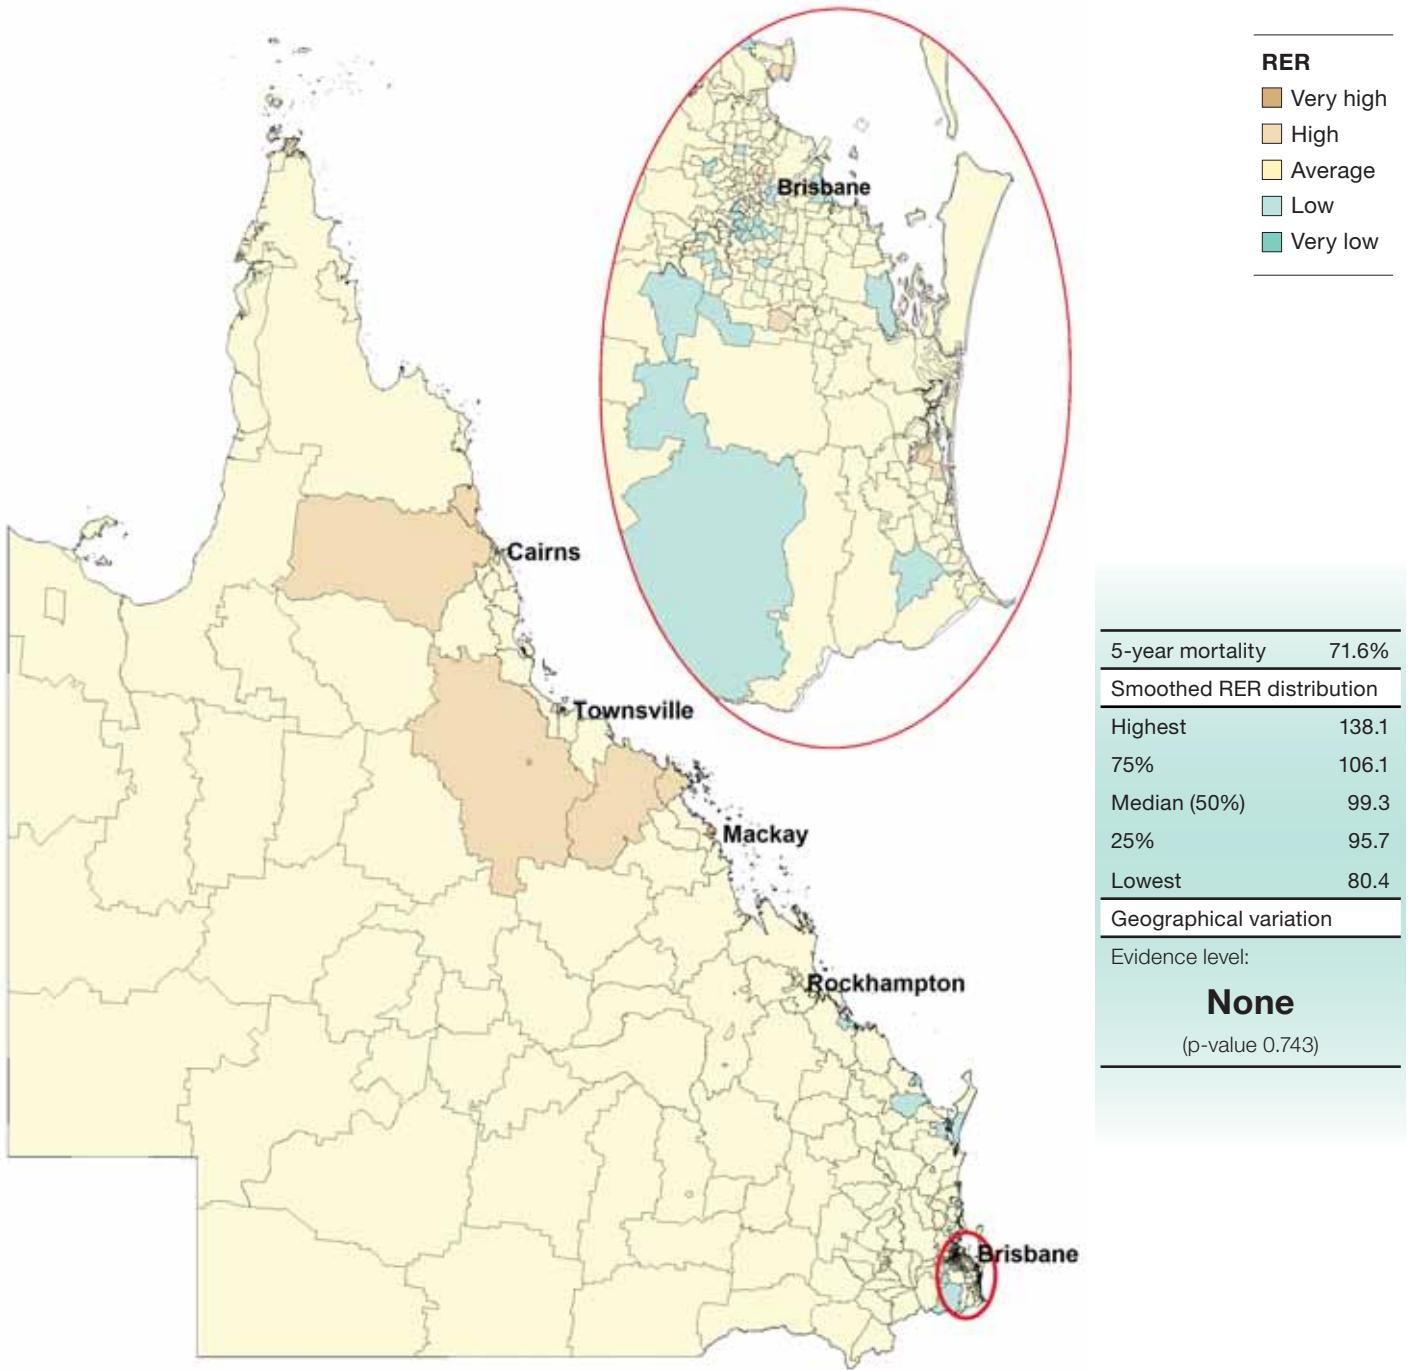 Brisbane
Cairns
Townsville
Mackay
Rockhampton
Brisbane
RER
Very high
High
Average
Low
Very low
5-year mortality 71.6%
Smoothed RER distribution
Highest 138.1
75% 106.1
Median (50%) 99.3
25% 95.7
Lowest 80.4
Geographical variation
Evidence level:
None
(p-value 0.743)